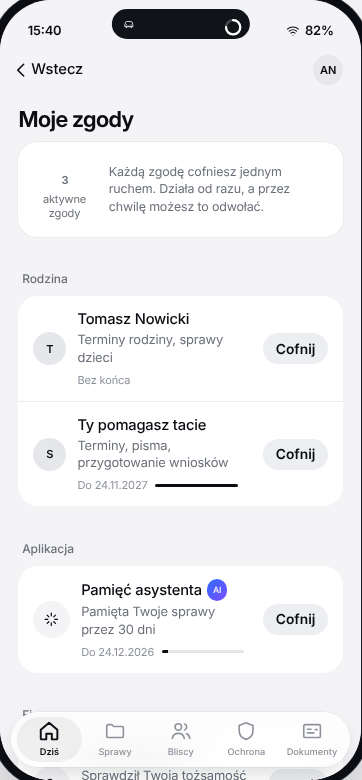 15:40
82%
Wstecz
AN
Moje zgody
3
aktywne
zgody
Każdą zgodę cofniesz jednym
ruchem. Działa od razu, a przez
chwilę możesz to odwołać.
Rodzina
T
Tomasz Nowicki
Terminy rodziny, sprawy
dzieci
Bez końca
Cofnij
S
Ty pomagasz tacie
Terminy, pisma,
przygotowanie wniosków
Do 24.11.2027
Cofnij
Aplikacja
Pamięć asystenta AI
Pamięta Twoje sprawy
przez 30 dni
Do 24.12.2026
Cofnij
Dziś
Sprawy
Bliscy
Ochrona
Dokumenty
Sprawdził Twoją tożsamość